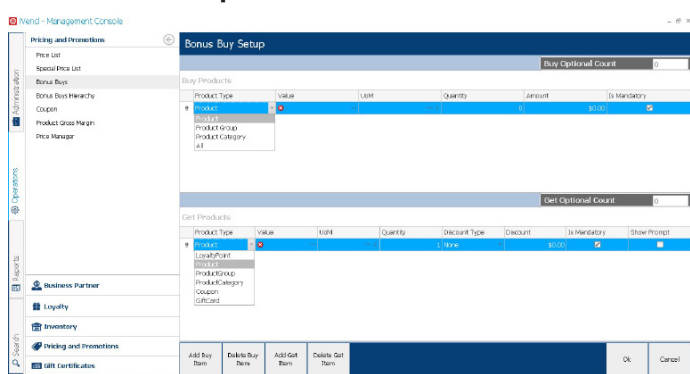 iVend - Management Console
Pricing and Promotions
Price List
Special Price List
Bonus Buys
Bonus Buys Hierarchy
Coupon
Product Gross Margin
Price Manager
Business Partner
Loyalty
Inventory
Pricing and Promotions
Gift Certificates
Administration
Operations
Reports
Search
Bonus Buy Setup
Buy Optional Count 0
Buy Products
Product Type Value UoM Quantity Amount Is Mandatory
Product 0 $0.00
Product
Product Group
Product Category
All
Get Optional Count 0
Get Products
Product Type Value UoM Quantity Discount Type Discount Is Mandatory Show Prompt
Product 1 None $0.00
LoyaltyPoint
Product
ProductGroup
ProductCategory
Coupon
GiftCard
Add Buy Item Delete Buy Item Add Get Item Delete Get Item Ok Cancel